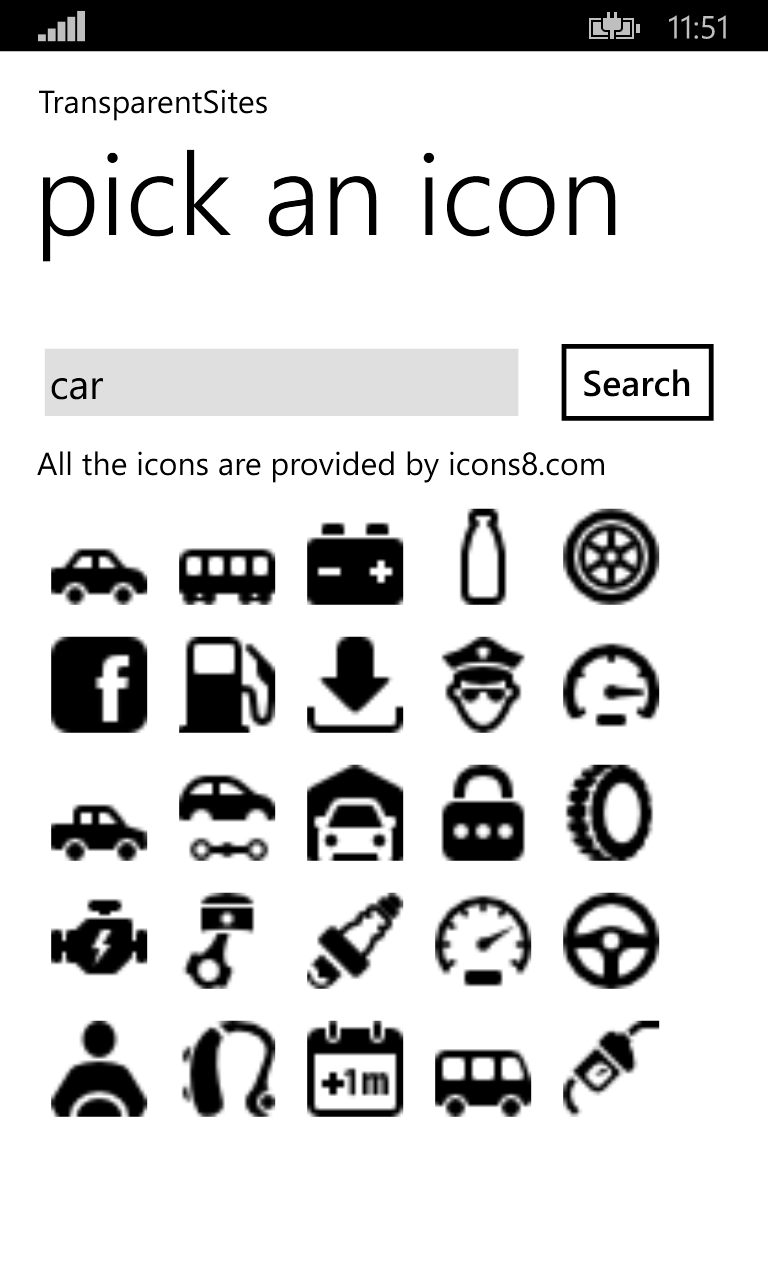 11:51
TransparentSites
pick an icon
car
Search
All the icons are provided by icons8.com
f
+1m